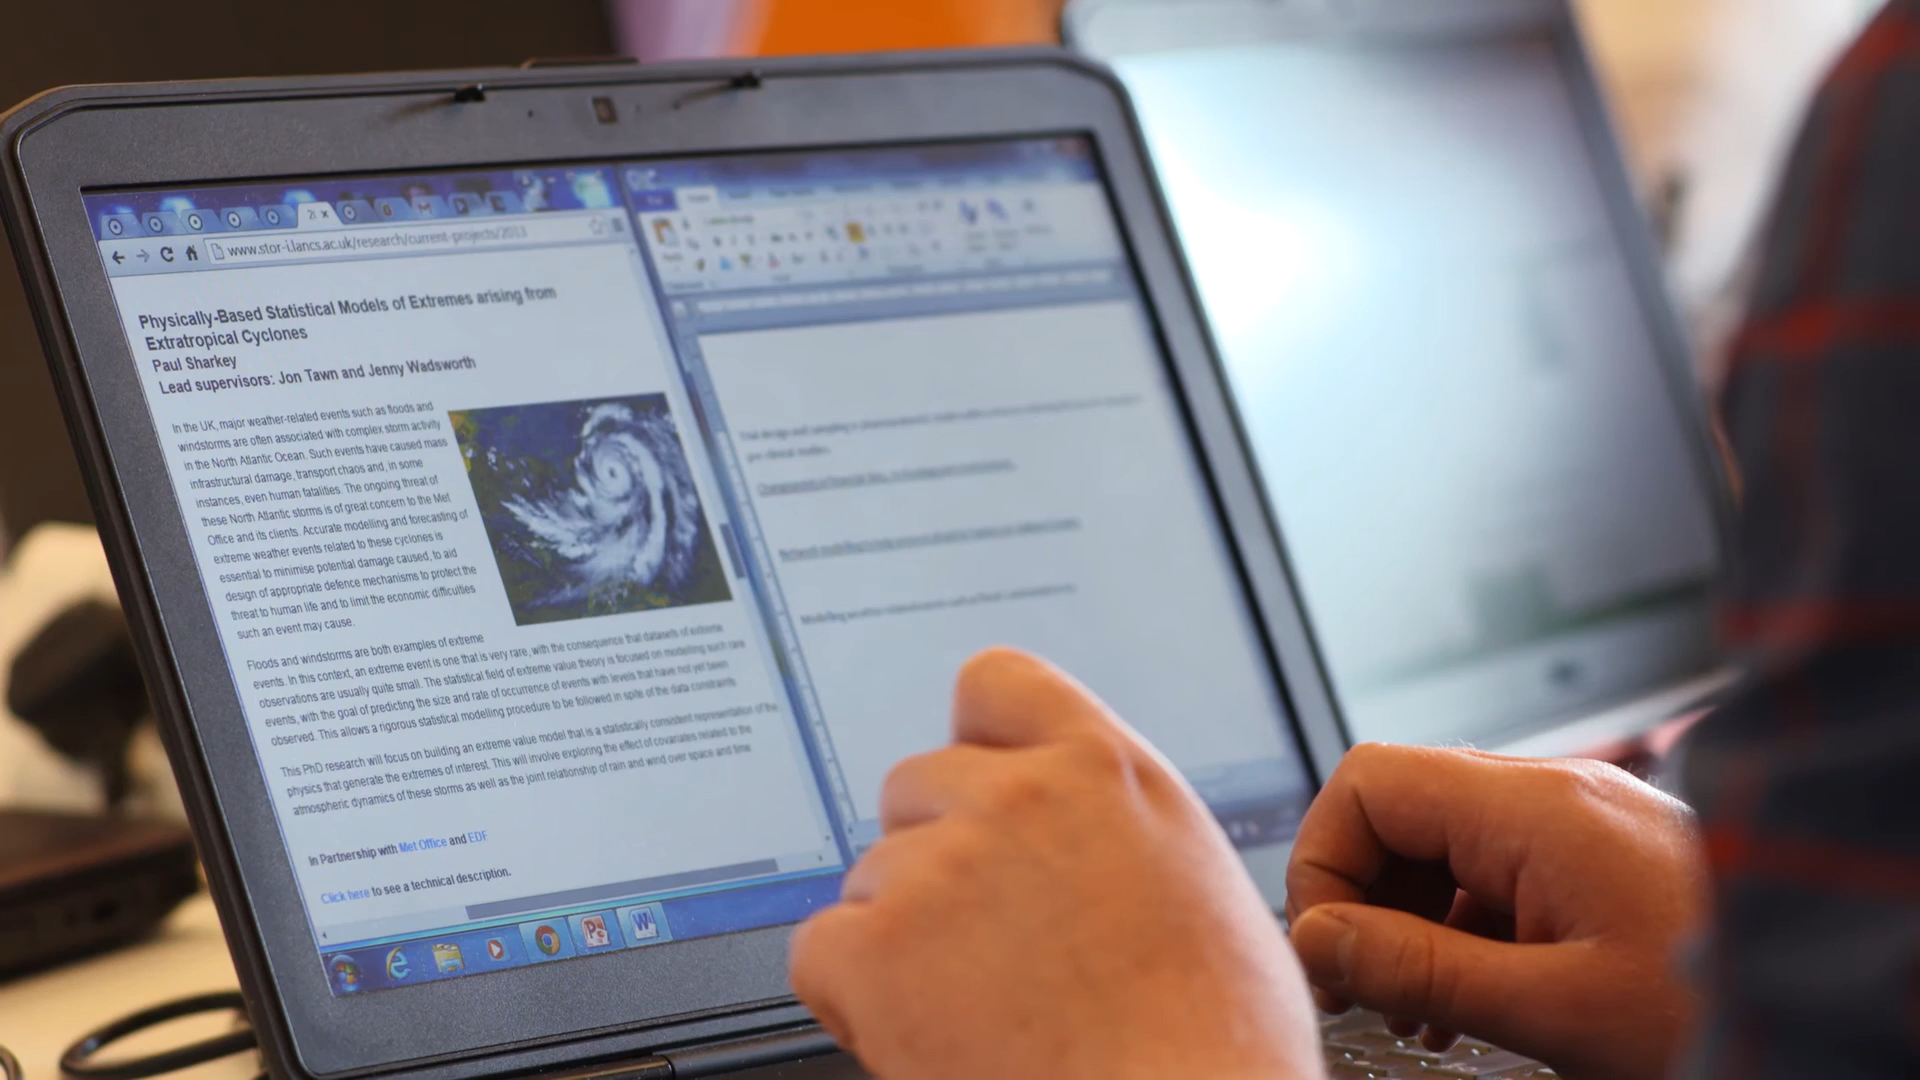 2(
www.stor-i.lancs.ac.uk/research/current-projects/2013
Physically-Based Statistical Models of Extremes arising from
Extratropical Cyclones
Paul Sharkey
Lead supervisors: Jon Tawn and Jenny Wadsworth
In the UK, major weather-related events such as floods and
windstorms are often associated with complex storm activity
in the North Atlantic Ocean. Such events have caused mass
infrastructural damage, transport chaos and, in some
instances, even human fatalities. The ongoing threat of
these North Atlantic storms is of great concern to the Met
Office and its clients. Accurate modelling and forecasting of
extreme weather events related to these cyclones is
essential to minimise potential damage caused, to aid
design of appropriate defence mechanisms to protect the
threat to human life and to limit the economic difficulties
such an event may cause.
Floods and windstorms are both examples of extreme
events. In this context, an extreme event is one that is very rare, with the consequence that datasets of extreme
observations are usually quite small. The statistical field of extreme value theory is focused on modelling such rare
events, with the goal of predicting the size and rate of occurrence of events with levels that have not yet been
observed. This allows a rigorous statistical modelling procedure to be followed in spite of the data constraints
This PhD research will focus on building an extreme value model that is a statistically consistent representation of the
physics that generate the extremes of interest. This will involve exploring the effect of covariates related to the
atmospheric dynamics of these storms as well as the joint relationship of rain and wind over space and time
In Partnership with Met Office and EDF
Click here to see a technical description.